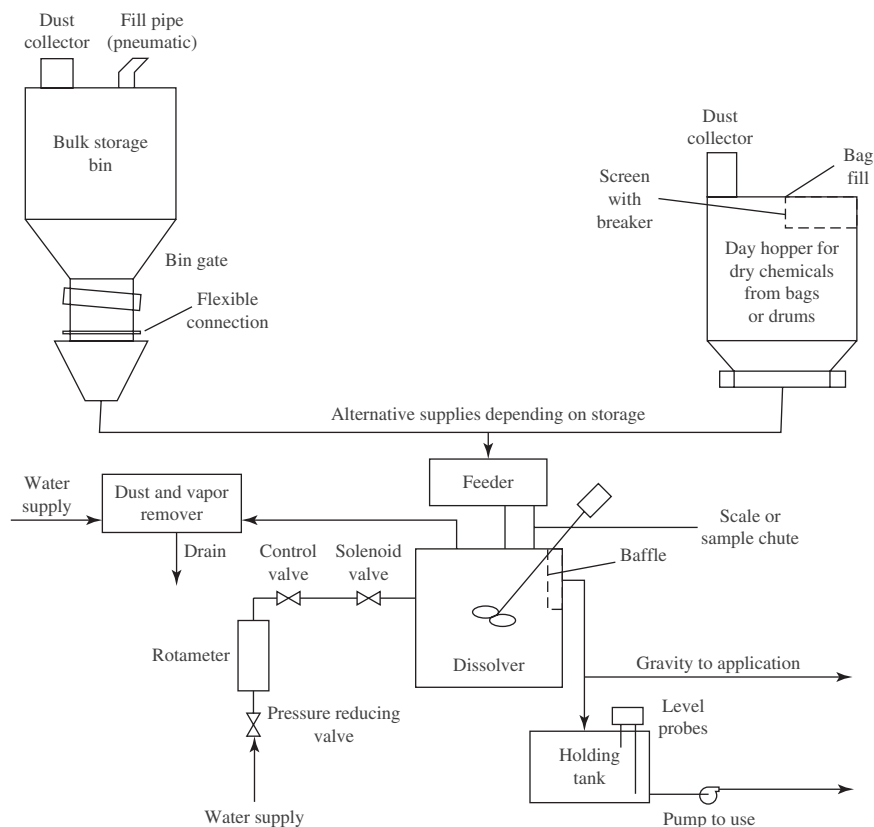 Dust
collector
Fill pipe
(pneumatic)
Bulk storage
bin
Dust
collector
Bag
fill
Screen
with
breaker
Day hopper for
dry chemicals
from bags
or drums
Bin gate
Flexible
connection
Alternative supplies depending on storage
Water
supply
Dust and vapor
remover
Feeder
Scale or
sample chute
Drain
Control
valve
Solenoid
valve
Baffle
Rotameter
Dissolver
Gravity to application
Pressure reducing
valve
Level
probes
Holding
tank
Water supply
Pump to use